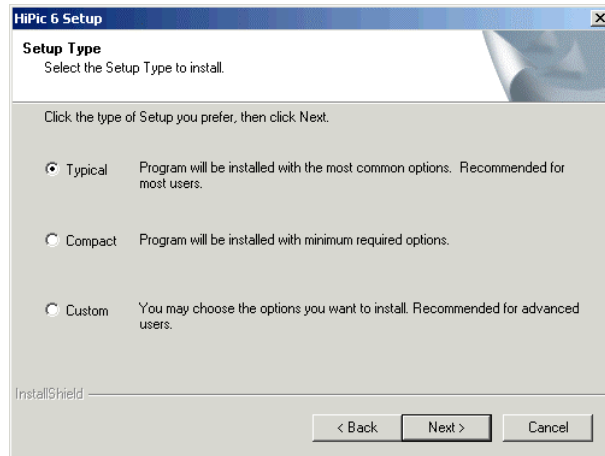 HiPic 6 Setup
Setup Type
Select the Setup Type to install.
Click the type of Setup you prefer, then click Next.
Typical Program will be installed with the most common options. Recommended for
most users.
Compact Program will be installed with minimum required options.
Custom You may choose the options you want to install. Recommended for advanced
users.
InstallShield
< Back Next > Cancel